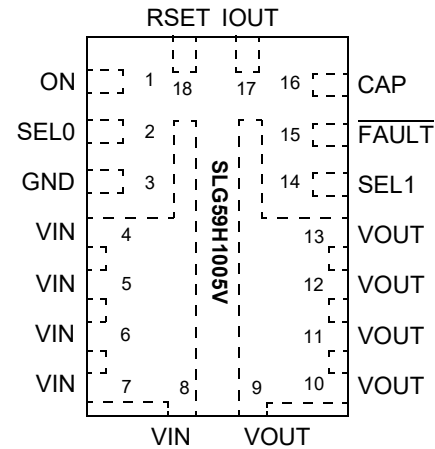 RSET IOUT
ON 1 18 17 16 CAP
SEL0 2 15 FAULT
GND 3 14 SEL1
SLG59H1005V
VIN 4 13 VOUT
VIN 5 12 VOUT
VIN 6 11 VOUT
VIN 7 8 9 10 VOUT
VIN VOUT